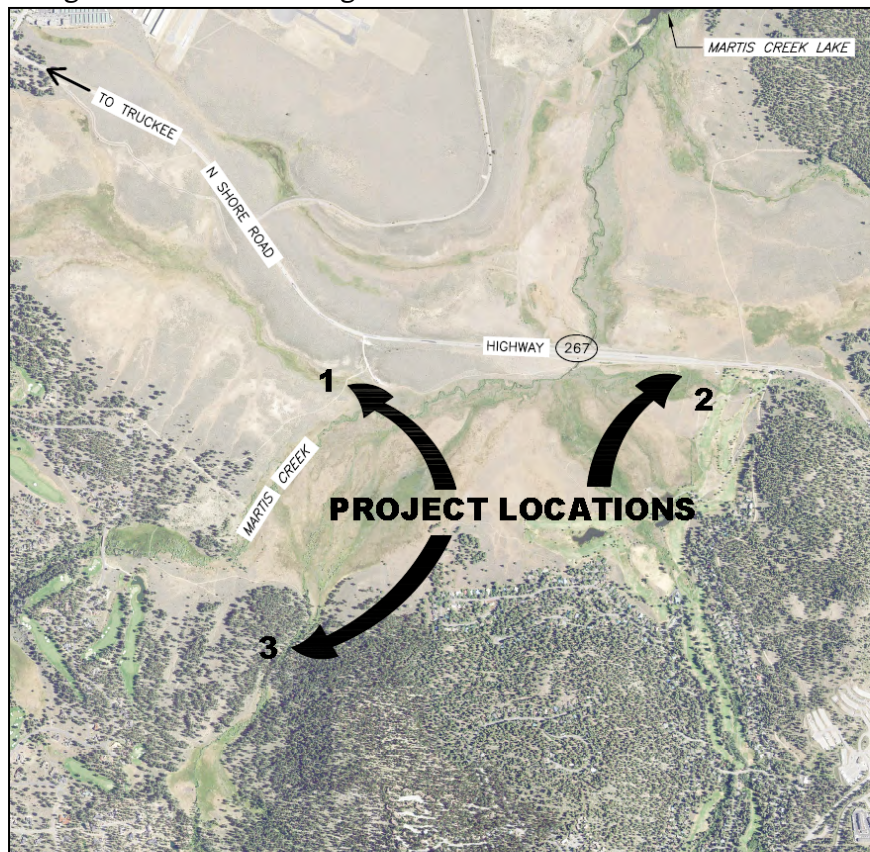 MARTIS CREEK LAKE
TO TRUCKEE
N SHORE ROAD
HIGHWAY 267
1
2
MARTIS CREEK
PROJECT LOCATIONS
3